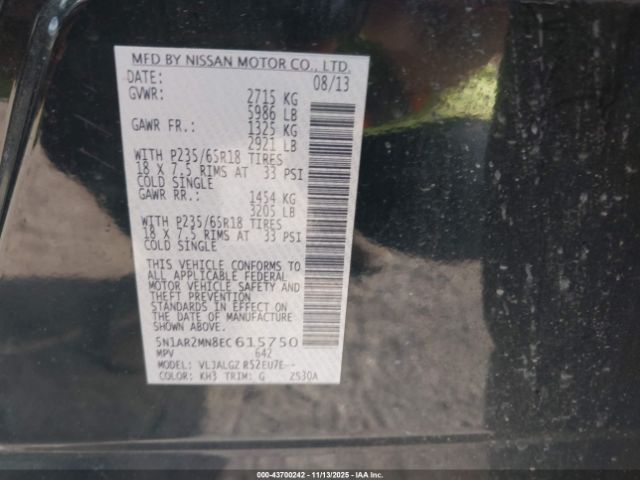 MFD BY NISSAN MOTOR CO., LTD.
DATE: 08/13
GVWR: 2715 KG
5986 LB
GAWR FR.: 1325 KG
2921 LB
WITH P235/65R18 TIRES
18 X 7.5 RIMS AT 33 PSI
COLD SINGLE
GAWR RR.: 1454 KG
3205 LB
WITH P235/65R18 TIRES
18 X 7.5 RIMS AT 33 PSI
COLD SINGLE
THIS VEHICLE CONFORMS TO
ALL APPLICABLE FEDERAL
MOTOR VEHICLE SAFETY AND
THEFT PREVENTION
STANDARDS IN EFFECT ON
THE DATE OF MANUFACTURE
SHOWN ABOVE.
5N1AR2MN8EC615750
MPV 642
MODEL: VLJALGZ R52EU7E--
COLOR: KH3 TRIM: G 2S30A
000-43700242 - 11/13/2025 - IAAI Inc.